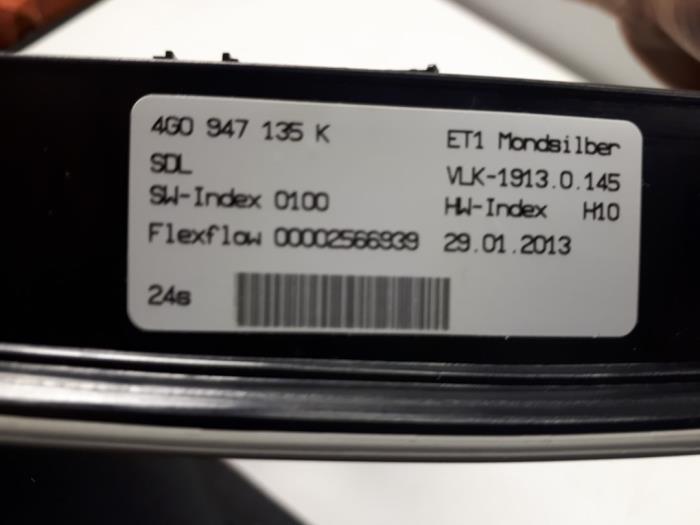 4G0 947 135 K
ET1 Mondsilber
SDL
VLK-1913.0.145
SW-Index 0100
HW-Index H10
Flexflow 00002566939
29.01.2013
24s